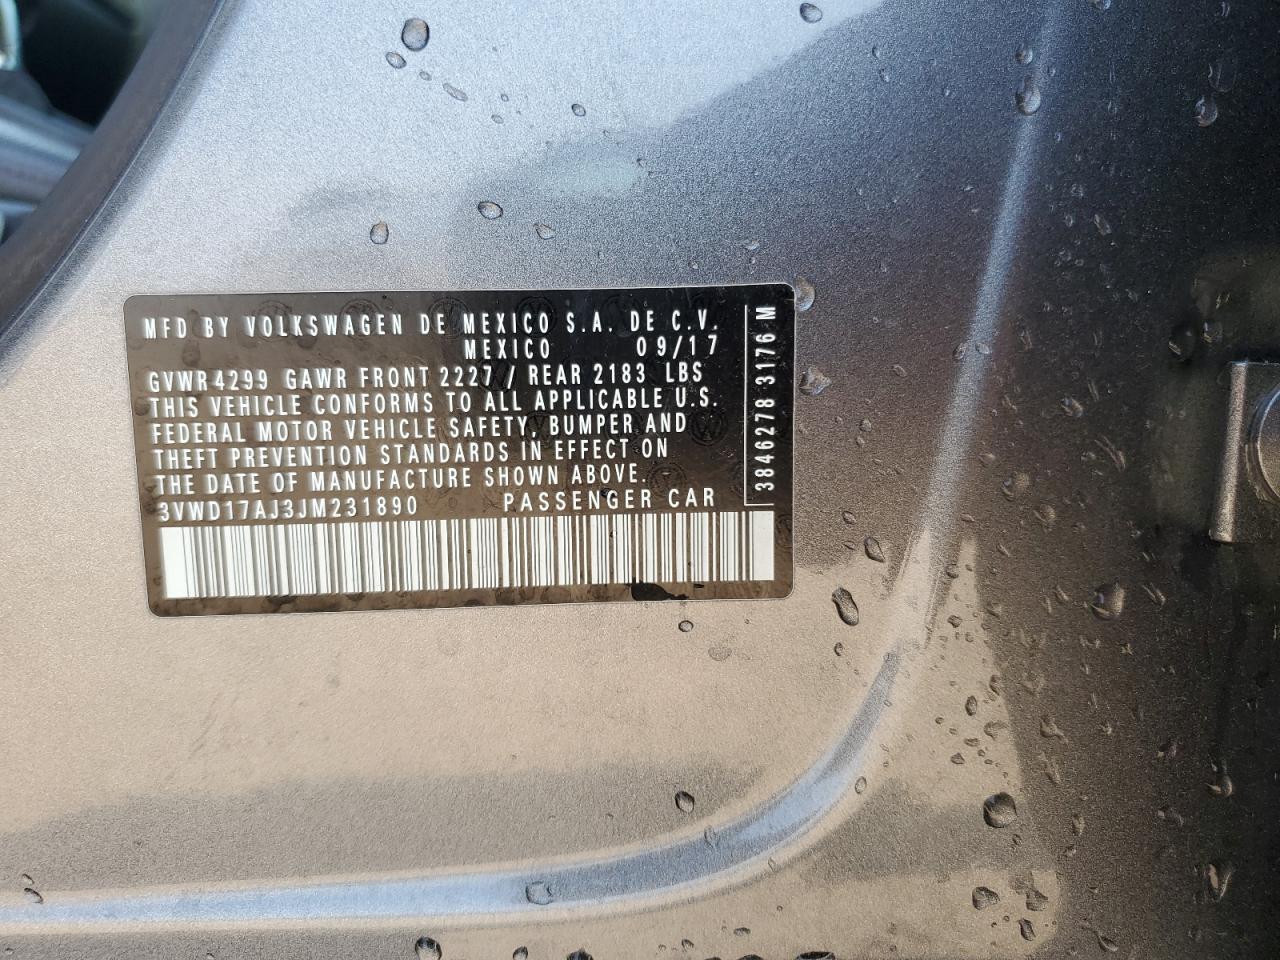 MFD BY VOLKSWAGEN DE MEXICO S.A. DE C.V.
MEXICO 09/17
GVWR4299 GAWR FRONT 2227 / REAR 2183 LBS
THIS VEHICLE CONFORMS TO ALL APPLICABLE U.S.
FEDERAL MOTOR VEHICLE SAFETY, BUMPER AND
THEFT PREVENTION STANDARDS IN EFFECT ON
THE DATE OF MANUFACTURE SHOWN ABOVE.
3VWD17AJ3JM231890 PASSENGER CAR
3846278 3176 M